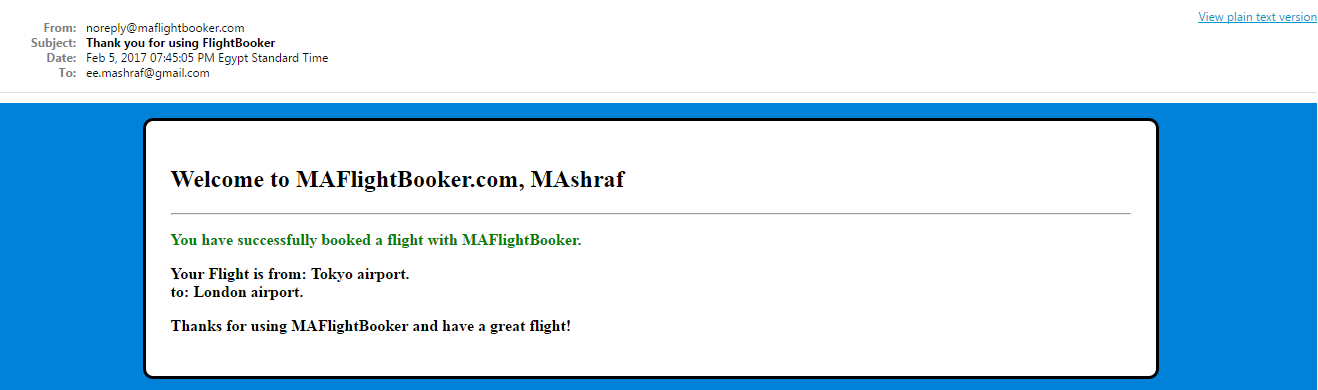 View plain text version
From: noreply@maflightbooker.com
Subject: Thank you for using FlightBooker
Date: Feb 5, 2017 07:45:05 PM Egypt Standard Time
To: ee.mashraf@gmail.com
Welcome to MAFlightBooker.com, MAshraf
You have successfully booked a flight with MAFlightBooker.
Your Flight is from: Tokyo airport.
to: London airport.
Thanks for using MAFlightBooker and have a great flight!